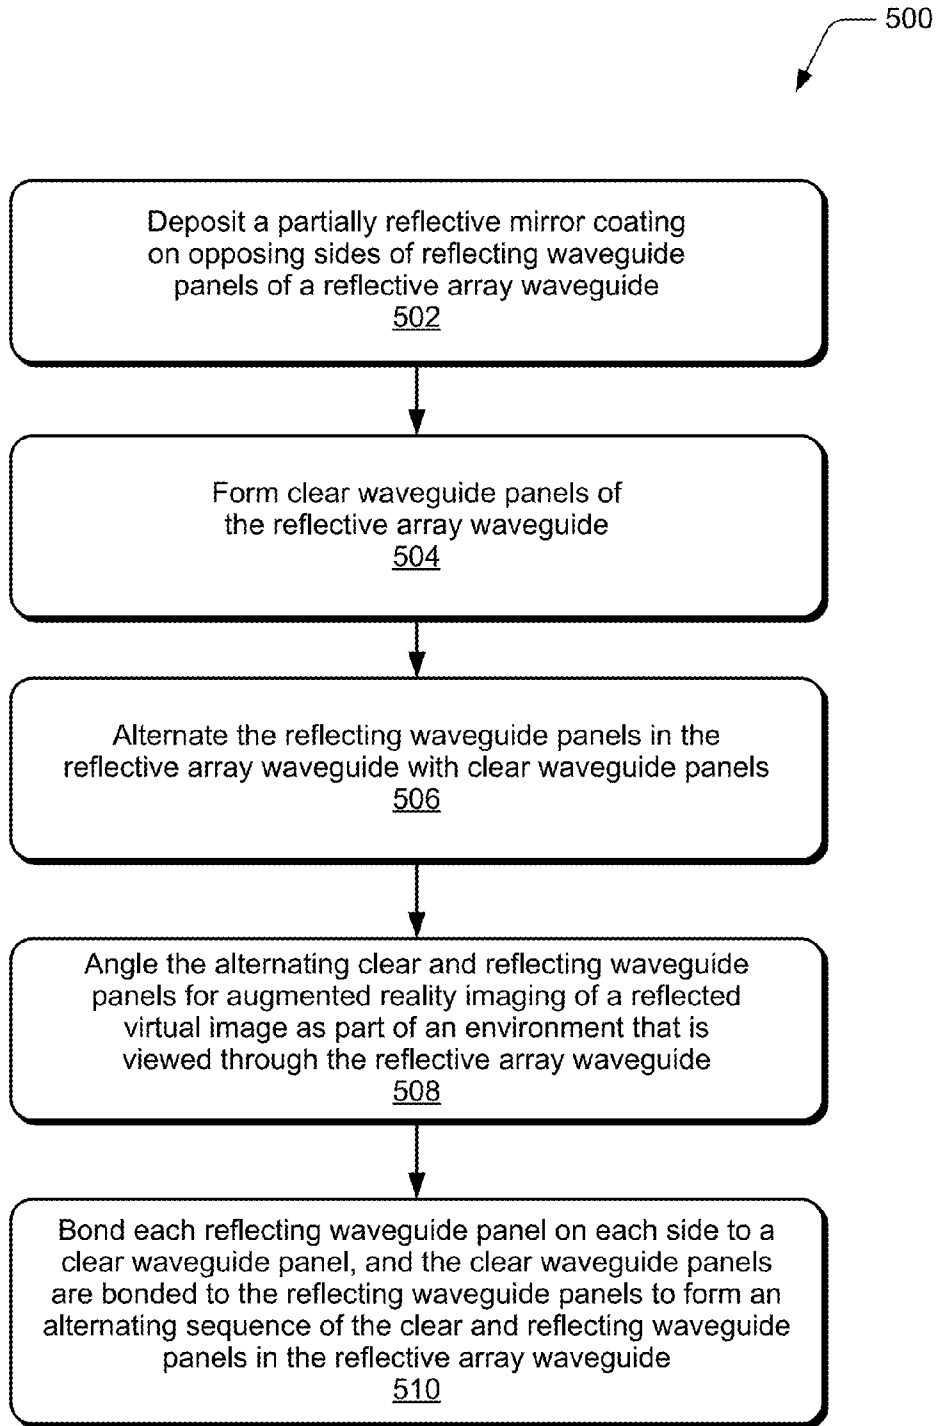 500
Deposit a partially reflective mirror coating
on opposing sides of reflecting waveguide
panels of a reflective array waveguide
502
Form clear waveguide panels of
the reflective array waveguide
504
Alternate the reflecting waveguide panels in the
reflective array waveguide with clear waveguide panels
506
Angle the alternating clear and reflecting waveguide
panels for augmented reality imaging of a reflected
virtual image as part of an environment that is
viewed through the reflective array waveguide
508
Bond each reflecting waveguide panel on each side to a
clear waveguide panel, and the clear waveguide panels
are bonded to the reflecting waveguide panels to form an
alternating sequence of the clear and reflecting waveguide
panels in the reflective array waveguide
510